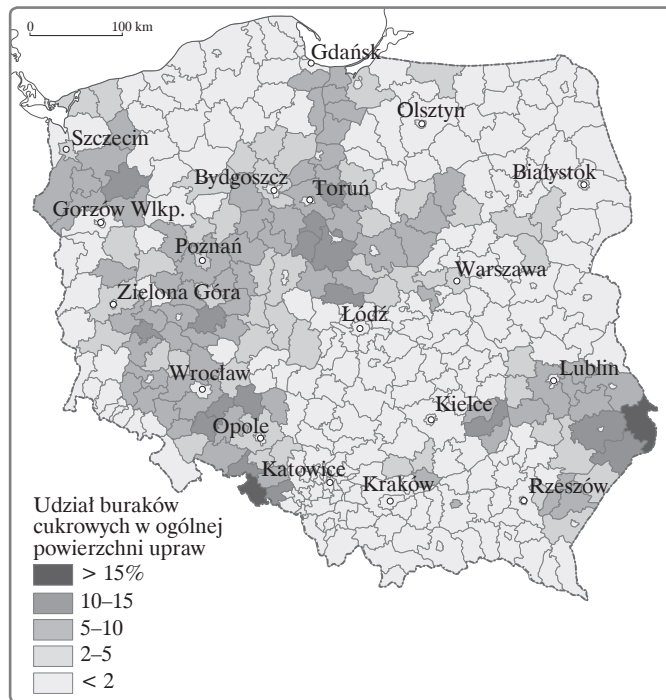 0 100 km
Gdańsk
Olsztyn
Szczecin
Białystok
Bydgoszcz
Toruń
Gorzów Wlkp.
Poznań
Warszawa
Zielona Góra
Łódź
Lublin
Wrocław
Kielce
Opole
Katowice
Kraków
Rzeszów
Udział buraków
cukrowych w ogólnej
powierzchni upraw
> 15%
10–15
5–10
2–5
< 2